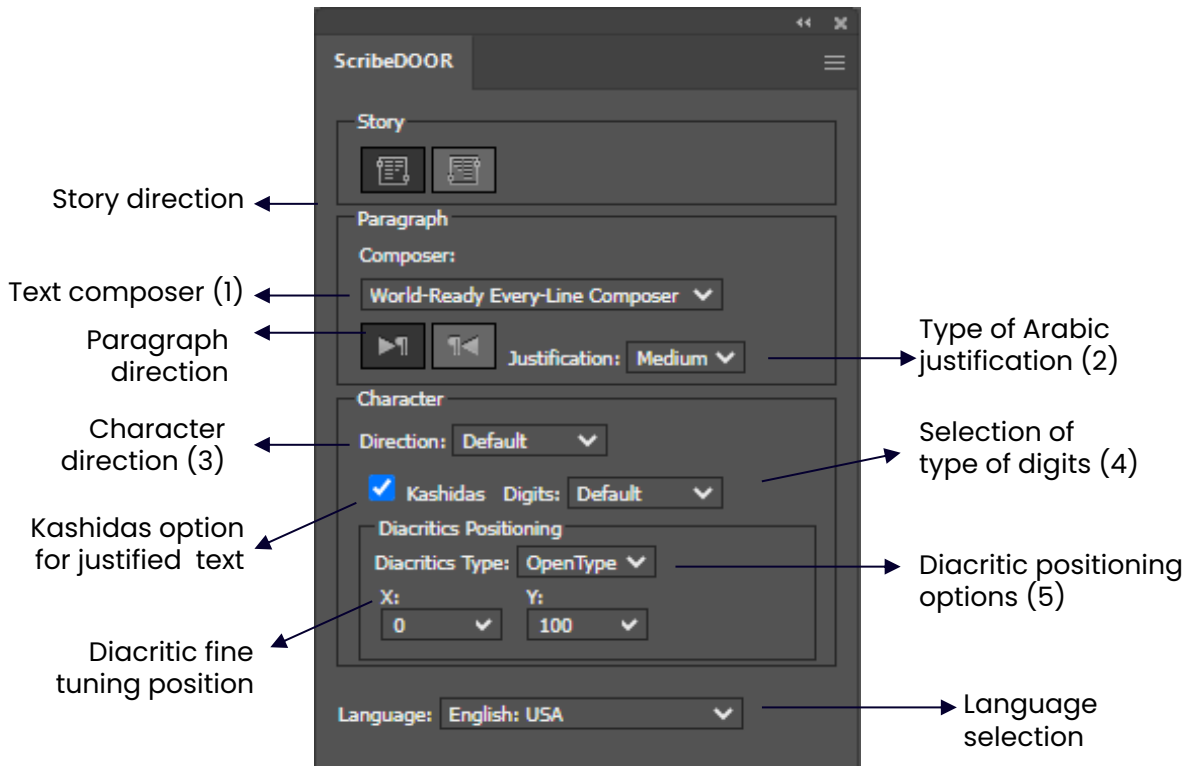 ScribeDOOR
Story
Story direction
Paragraph
Composer:
Text composer (1)
World-Ready Every-Line Composer
Paragraph
direction
▶¶ ¶◀ Justification: Medium
Type of Arabic
justification (2)
Character
Character
direction (3)
Direction: Default
Selection of
type of digits (4)
Kashidas Digits: Default
Kashidas option
for justified text
Diacritics Positioning
Diacritics Type: OpenType
Diacritic positioning
options (5)
X: Y:
0 100
Diacritic fine
tuning position
Language: English: USA
Language
selection